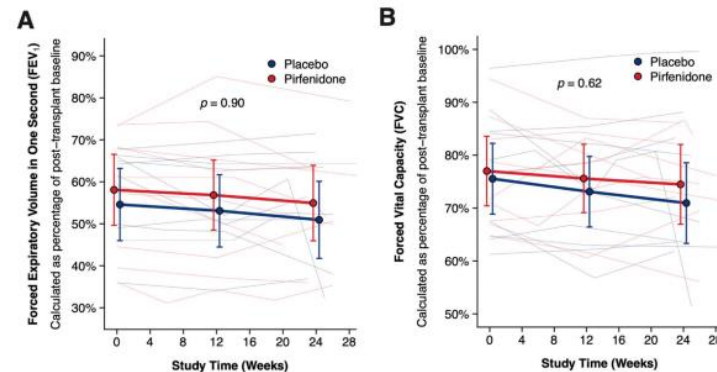 A
Forced Expiratory Volume in One Second (FEV₁)
Calculated as percentage of post-transplant baseline
90%
80%
70%
60%
50%
40%
30%
Placebo
Pirfenidone
p = 0.90
0 4 8 12 16 20 24 28
Study Time (Weeks)
B
Forced Vital Capacity (FVC)
Calculated as percentage of post-transplant baseline
100%
90%
80%
70%
60%
50%
Placebo
Pirfenidone
p = 0.62
0 4 8 12 16 20 24 28
Study Time (Weeks)